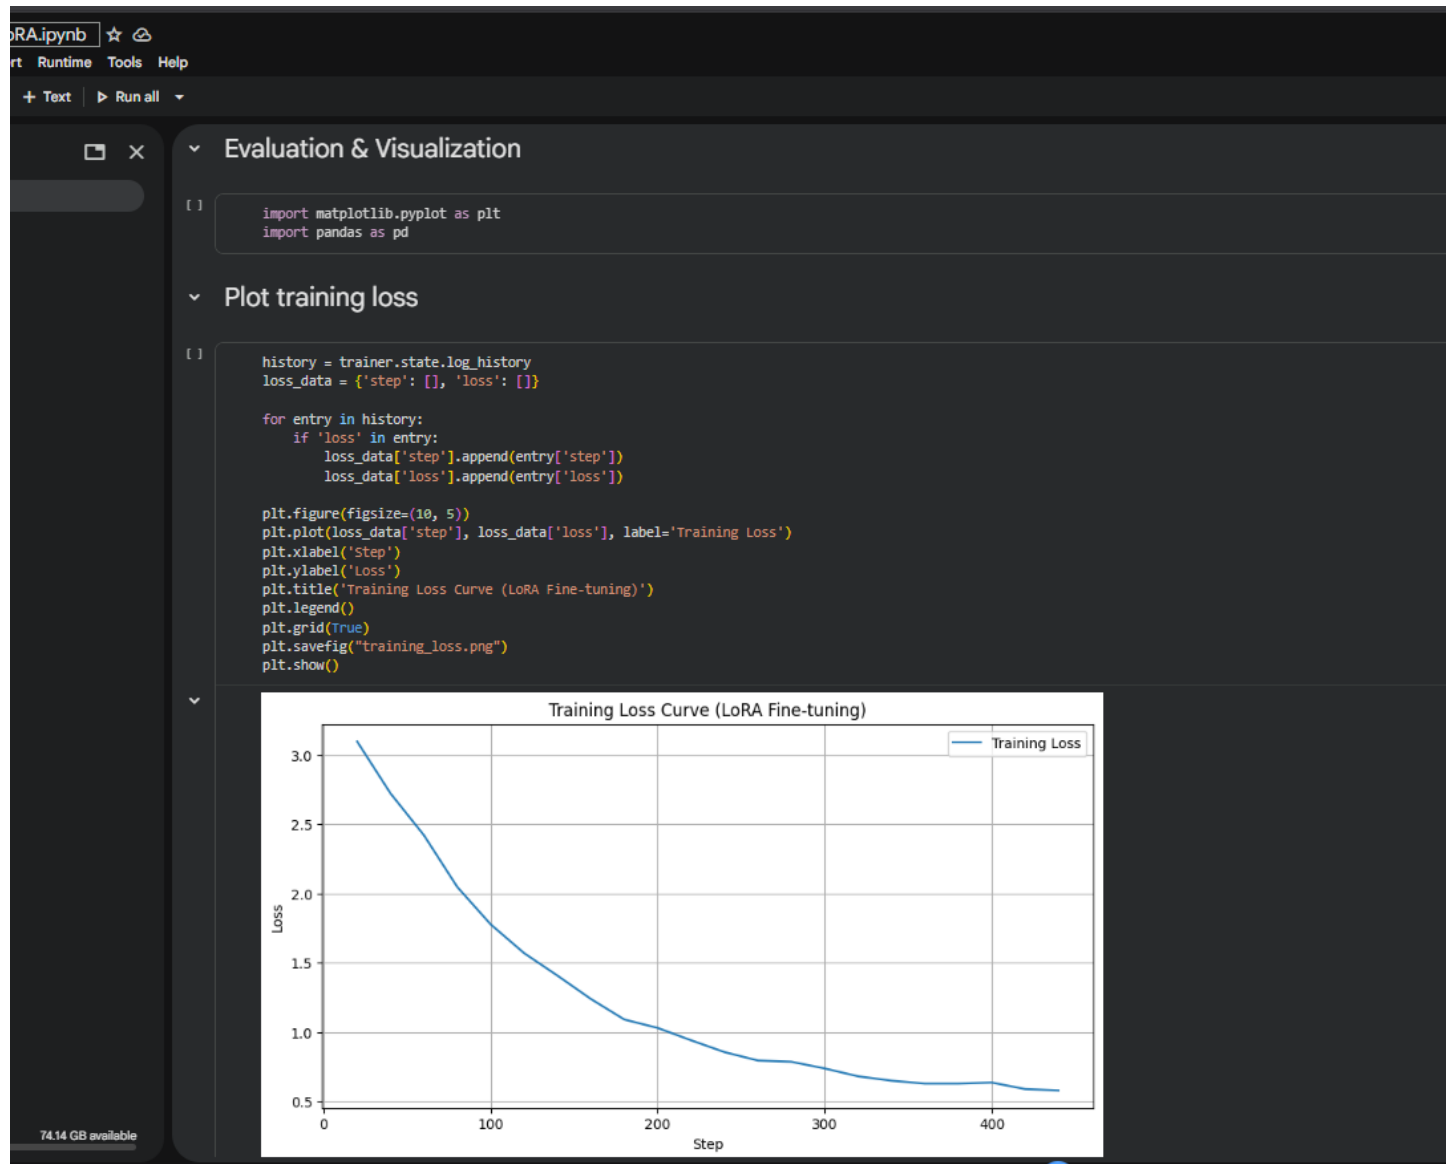 oRA.ipynb
rt Runtime Tools Help
+ Text Run all
Evaluation & Visualization
[ ]
import matplotlib.pyplot as plt
import pandas as pd
Plot training loss
[ ]
history = trainer.state.log_history
loss_data = {'step': [], 'loss': []}
for entry in history:
    if 'loss' in entry:
        loss_data['step'].append(entry['step'])
        loss_data['loss'].append(entry['loss'])
plt.figure(figsize=(10, 5))
plt.plot(loss_data['step'], loss_data['loss'], label='Training Loss')
plt.xlabel('Step')
plt.ylabel('Loss')
plt.title('Training Loss Curve (LoRA Fine-tuning)')
plt.legend()
plt.grid(True)
plt.savefig("training_loss.png")
plt.show()
Training Loss Curve (LoRA Fine-tuning)
Training Loss
3.0
2.5
2.0
Loss
1.5
1.0
0.5
0 100 200 300 400
Step
74.14 GB available